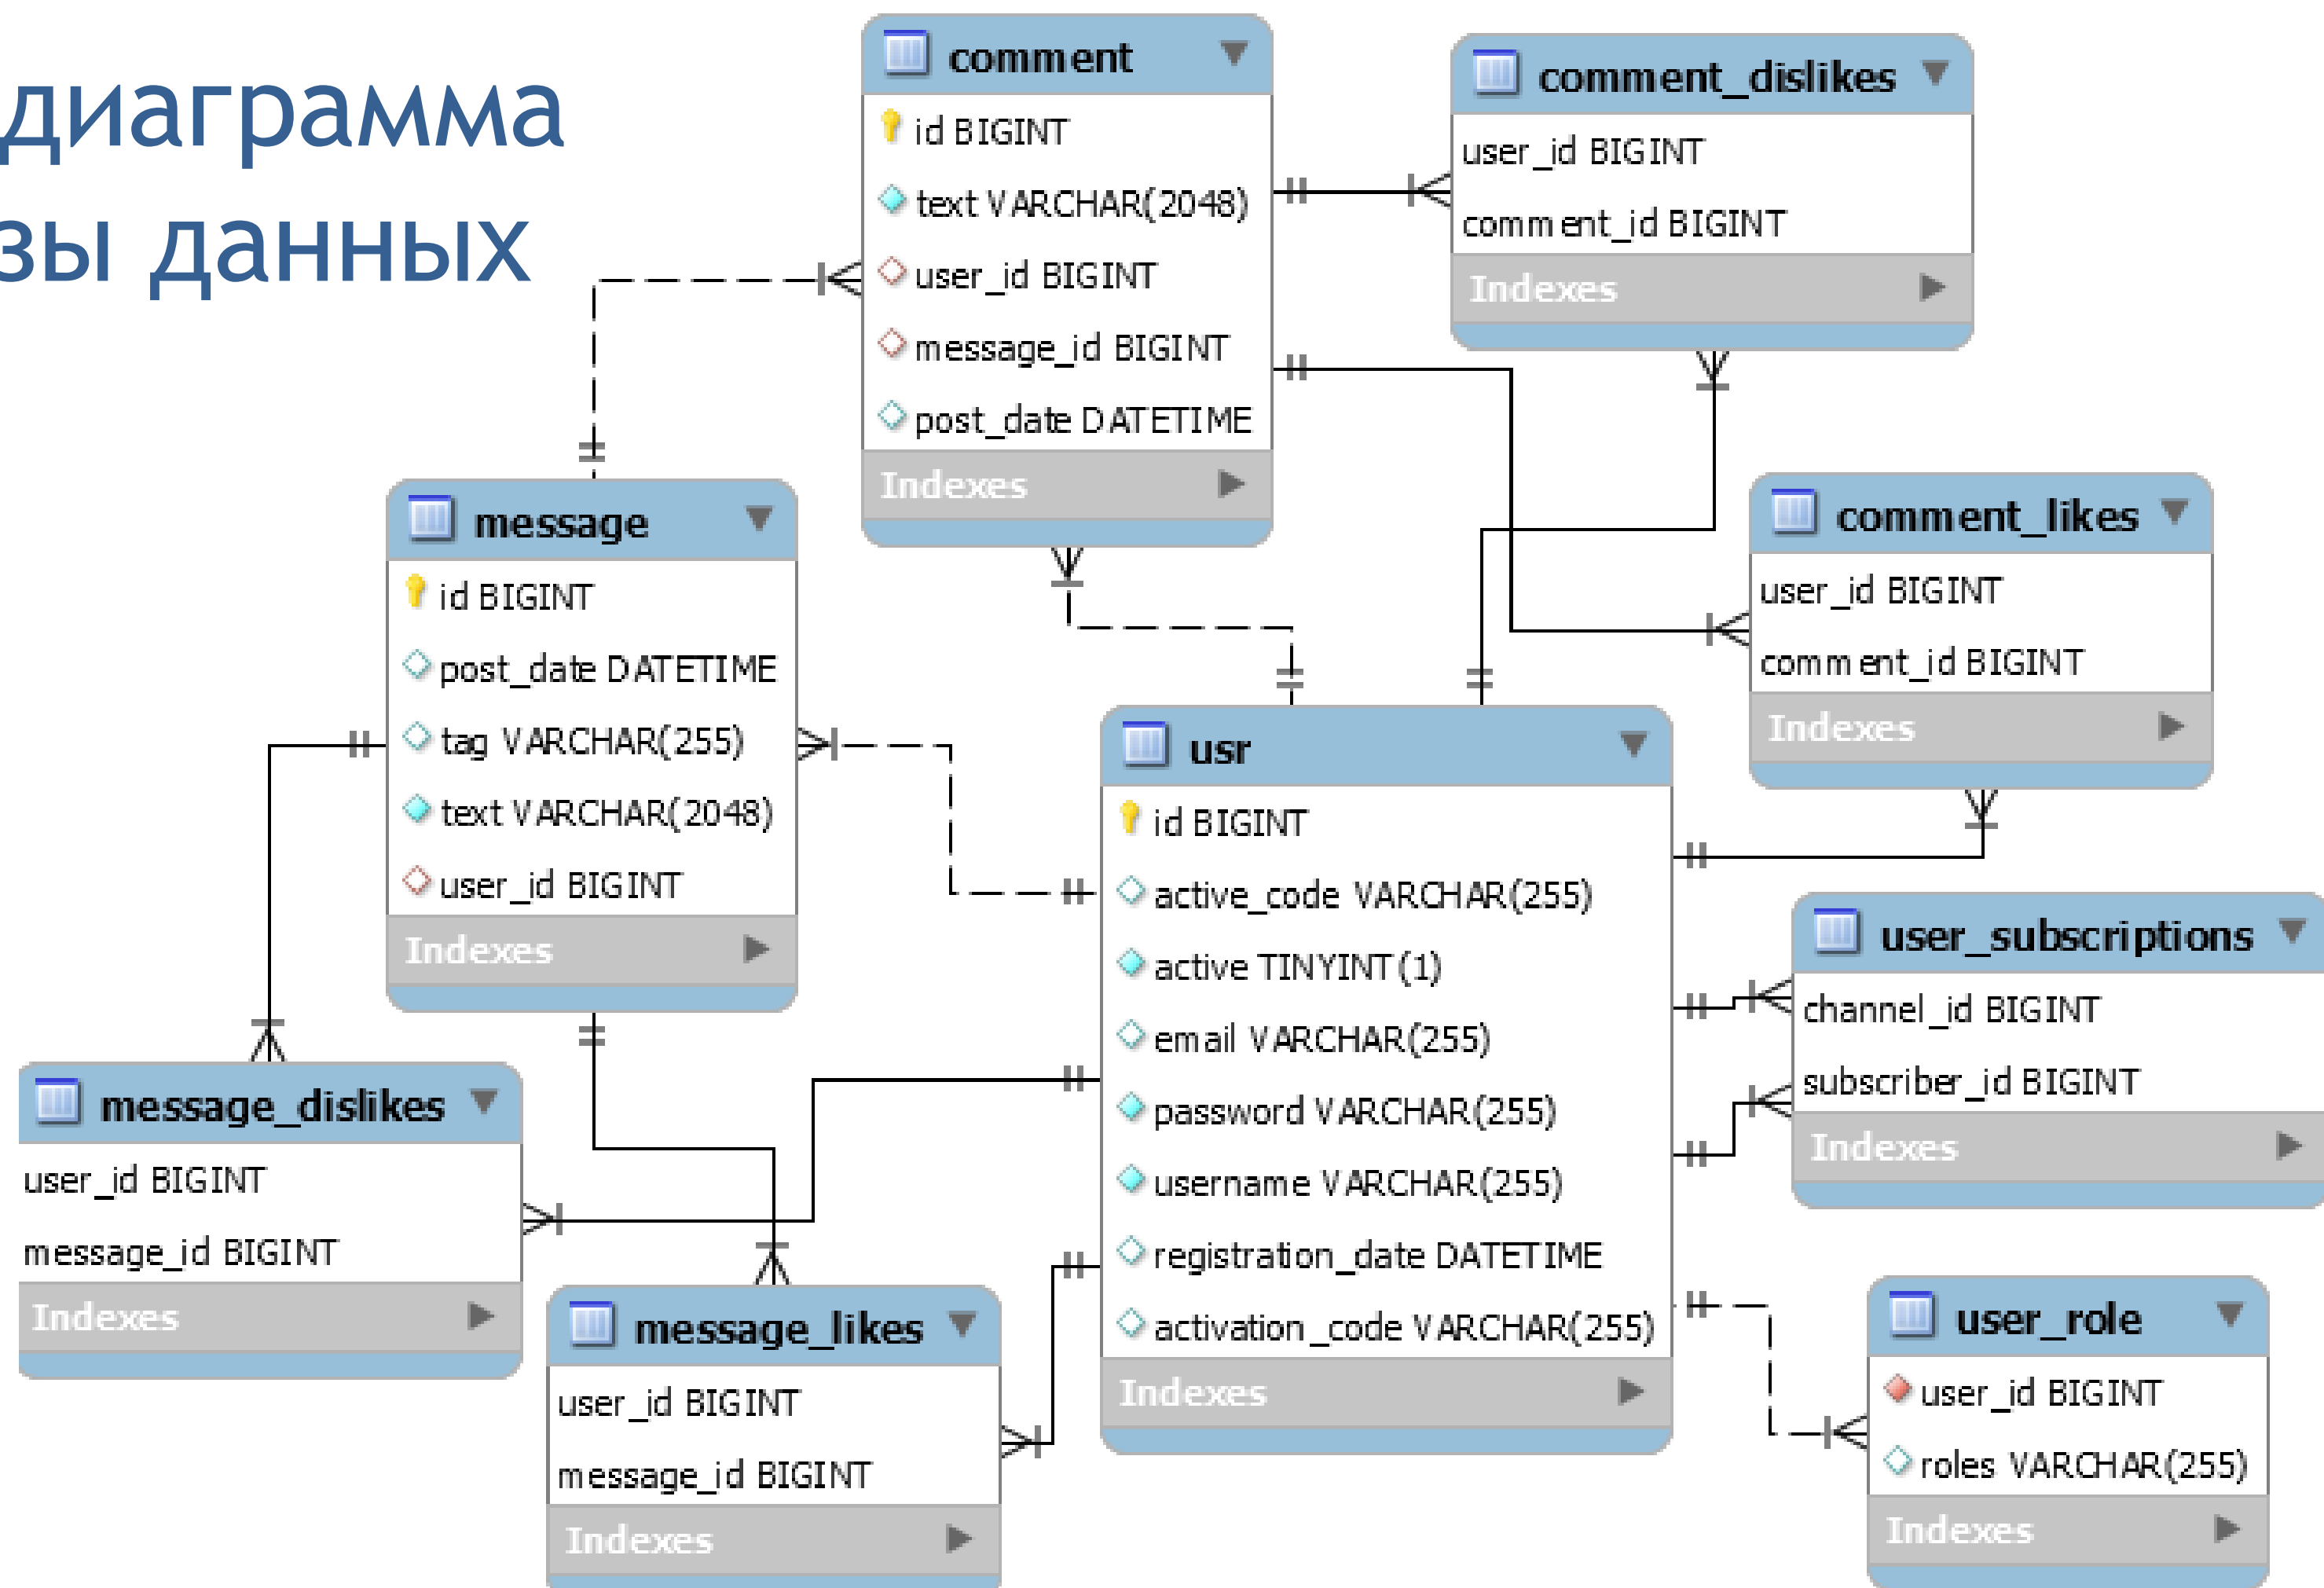 диаграмма
зы данных
comment
id BIGINT
text VARCHAR(2048)
user_id BIGINT
message_id BIGINT
post_date DATETIME
Indexes
comment_dislikes
user_id BIGINT
comment_id BIGINT
Indexes
message
id BIGINT
post_date DATETIME
tag VARCHAR(255)
text VARCHAR(2048)
user_id BIGINT
Indexes
comment_likes
user_id BIGINT
comment_id BIGINT
Indexes
usr
id BIGINT
active_code VARCHAR(255)
active TINYINT(1)
email VARCHAR(255)
password VARCHAR(255)
username VARCHAR(255)
registration_date DATETIME
activation_code VARCHAR(255)
Indexes
user_subscriptions
channel_id BIGINT
subscriber_id BIGINT
Indexes
message_dislikes
user_id BIGINT
message_id BIGINT
Indexes
message_likes
user_id BIGINT
message_id BIGINT
Indexes
user_role
user_id BIGINT
roles VARCHAR(255)
Indexes